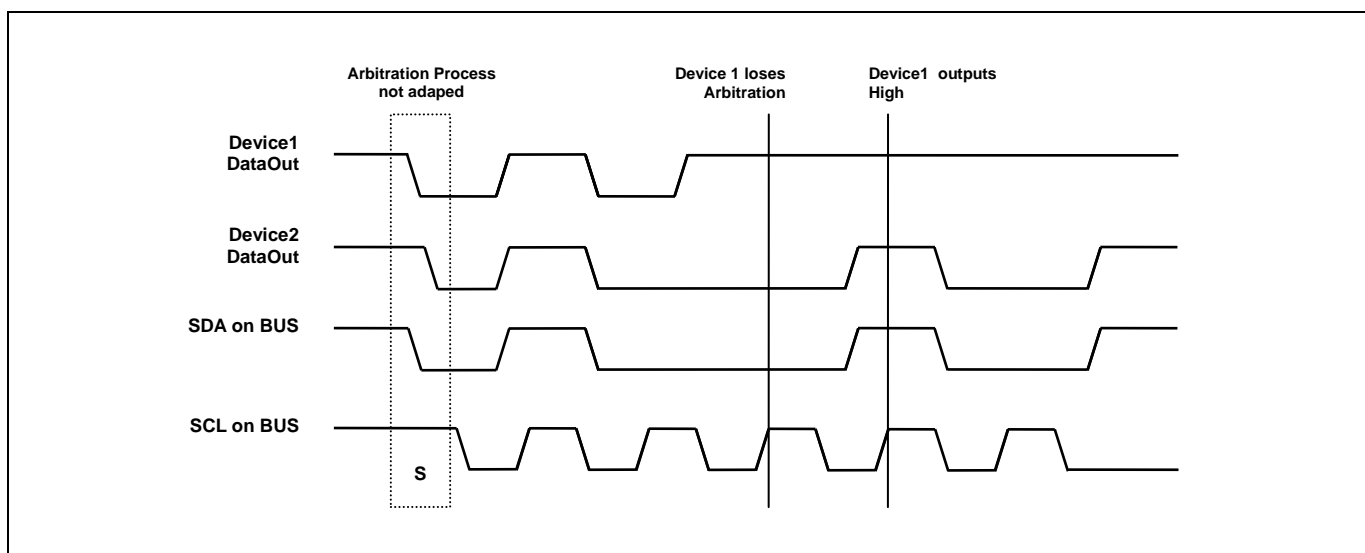 Arbitration Process
not adaped
Device 1 loses
Arbitration
Device1 outputs
High
Device1
DataOut
Device2
DataOut
SDA on BUS
SCL on BUS
S